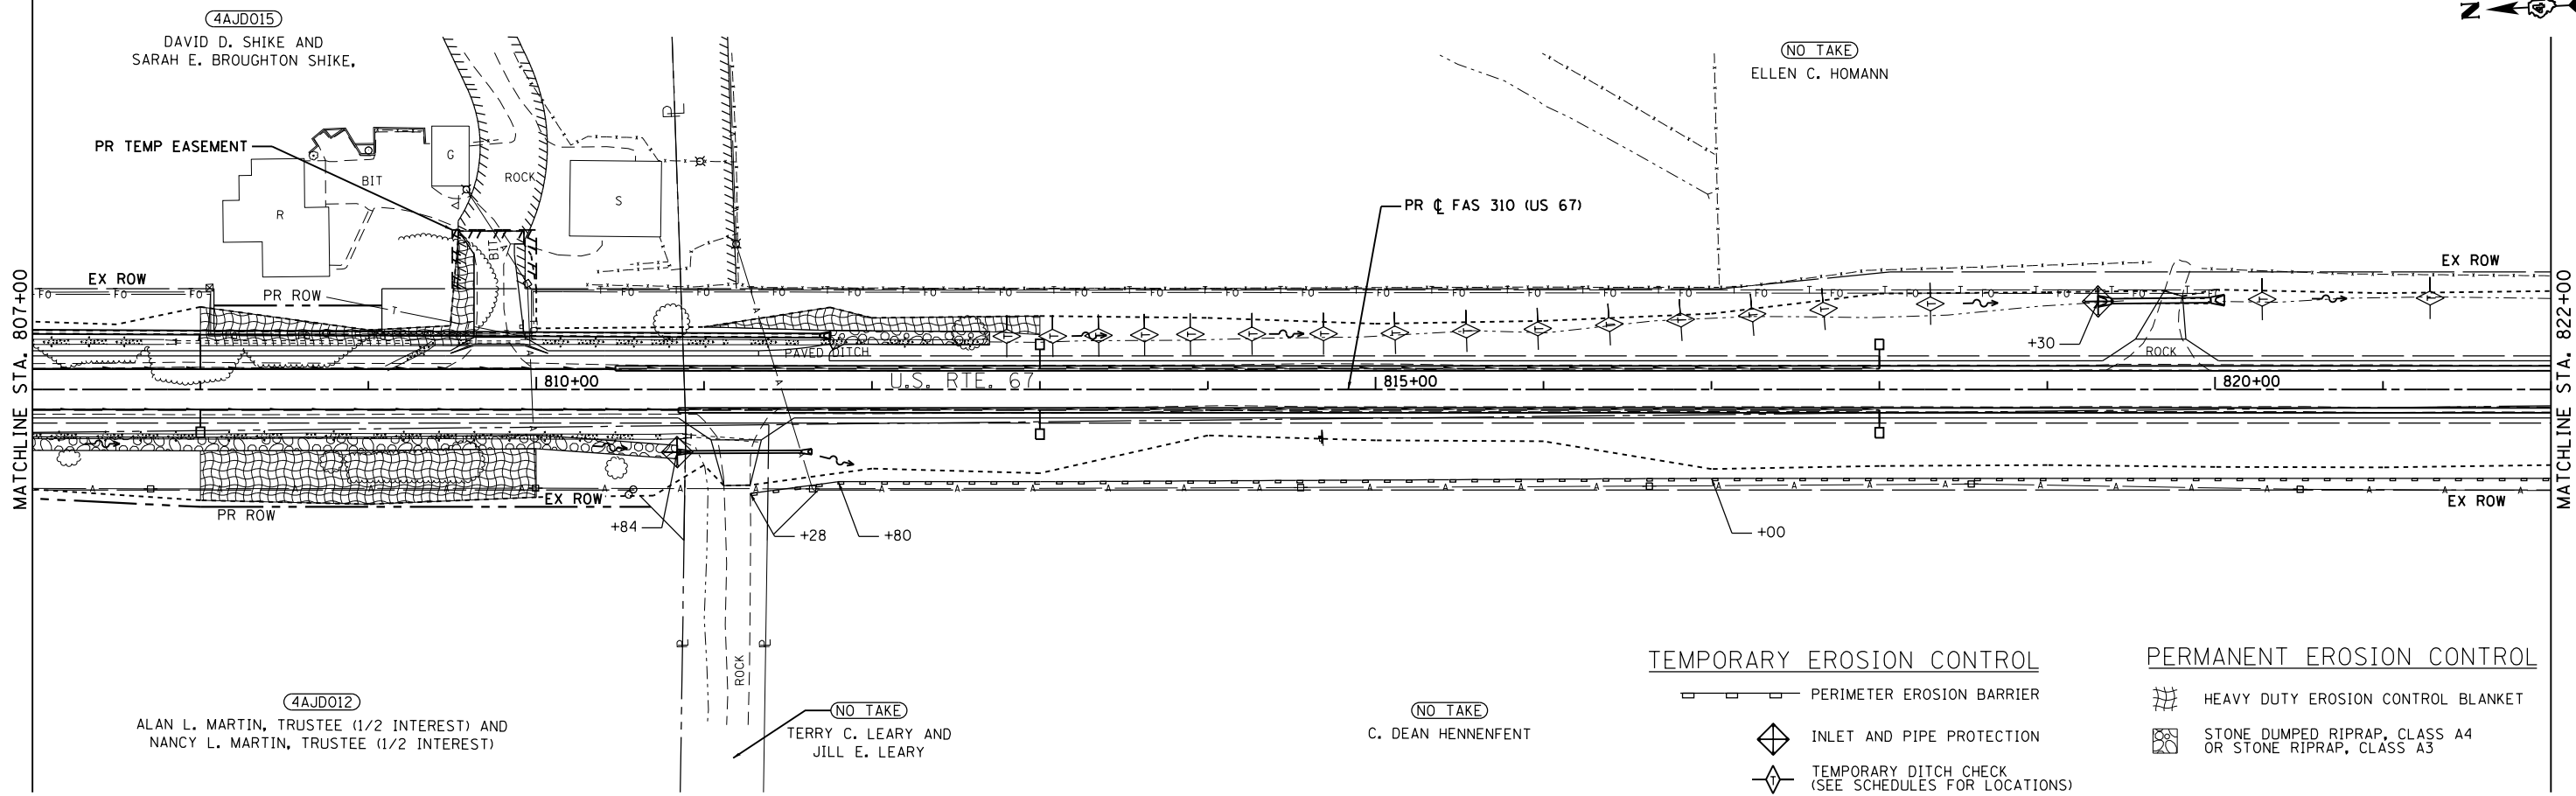 4AJD015
DAVID D. SHIKE AND
SARAH E. BROUGHTON SHIKE,
NO TAKE
ELLEN C. HOMANN
N
PL
PR TEMP EASEMENT
G
BIT
ROCK
R
S
BIT
PR ℄ FAS 310 (US 67)
MATCHLINE STA. 807+00
MATCHLINE STA. 822+00
EX ROW
EX ROW
PR ROW
FO FO FO
+30
ROCK
PAVED DITCH
810+00
U.S. RTE. 67
815+00
820+00
PR ROW
EX ROW
EX ROW
+84
+28
+80
+00
PL
PL
ROCK
4AJD012
ALAN L. MARTIN, TRUSTEE (1/2 INTEREST) AND
NANCY L. MARTIN, TRUSTEE (1/2 INTEREST)
NO TAKE
TERRY C. LEARY AND
JILL E. LEARY
NO TAKE
C. DEAN HENNENFENT
TEMPORARY EROSION CONTROL
PERIMETER EROSION BARRIER
INLET AND PIPE PROTECTION
T
TEMPORARY DITCH CHECK
(SEE SCHEDULES FOR LOCATIONS)
PERMANENT EROSION CONTROL
HEAVY DUTY EROSION CONTROL BLANKET
STONE DUMPED RIPRAP, CLASS A4
OR STONE RIPRAP, CLASS A3